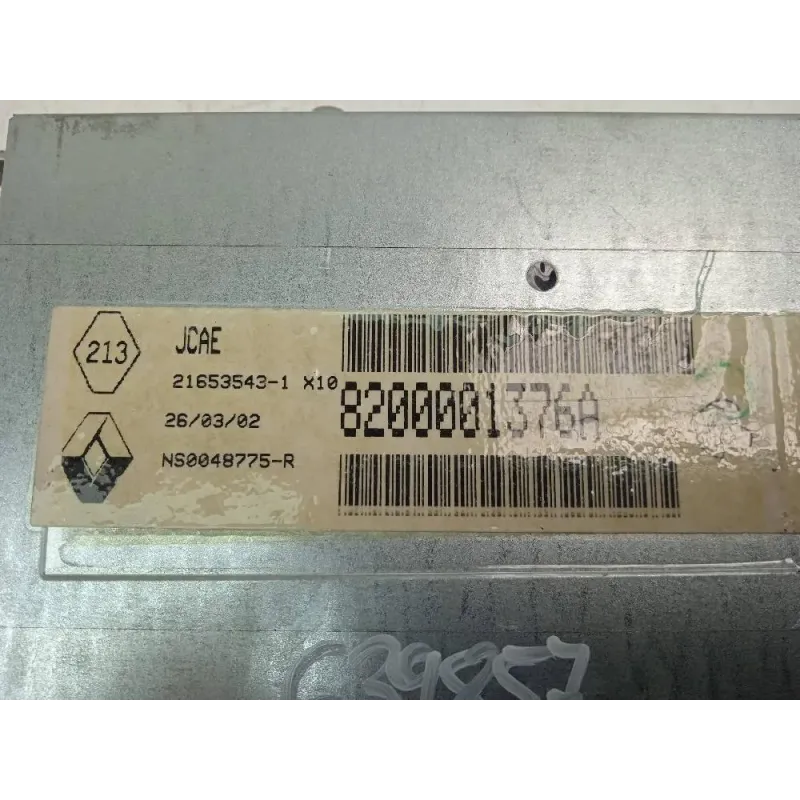 213
JCAE
21653543-1 X10
8200001376A
26/03/02
NS0048775-R